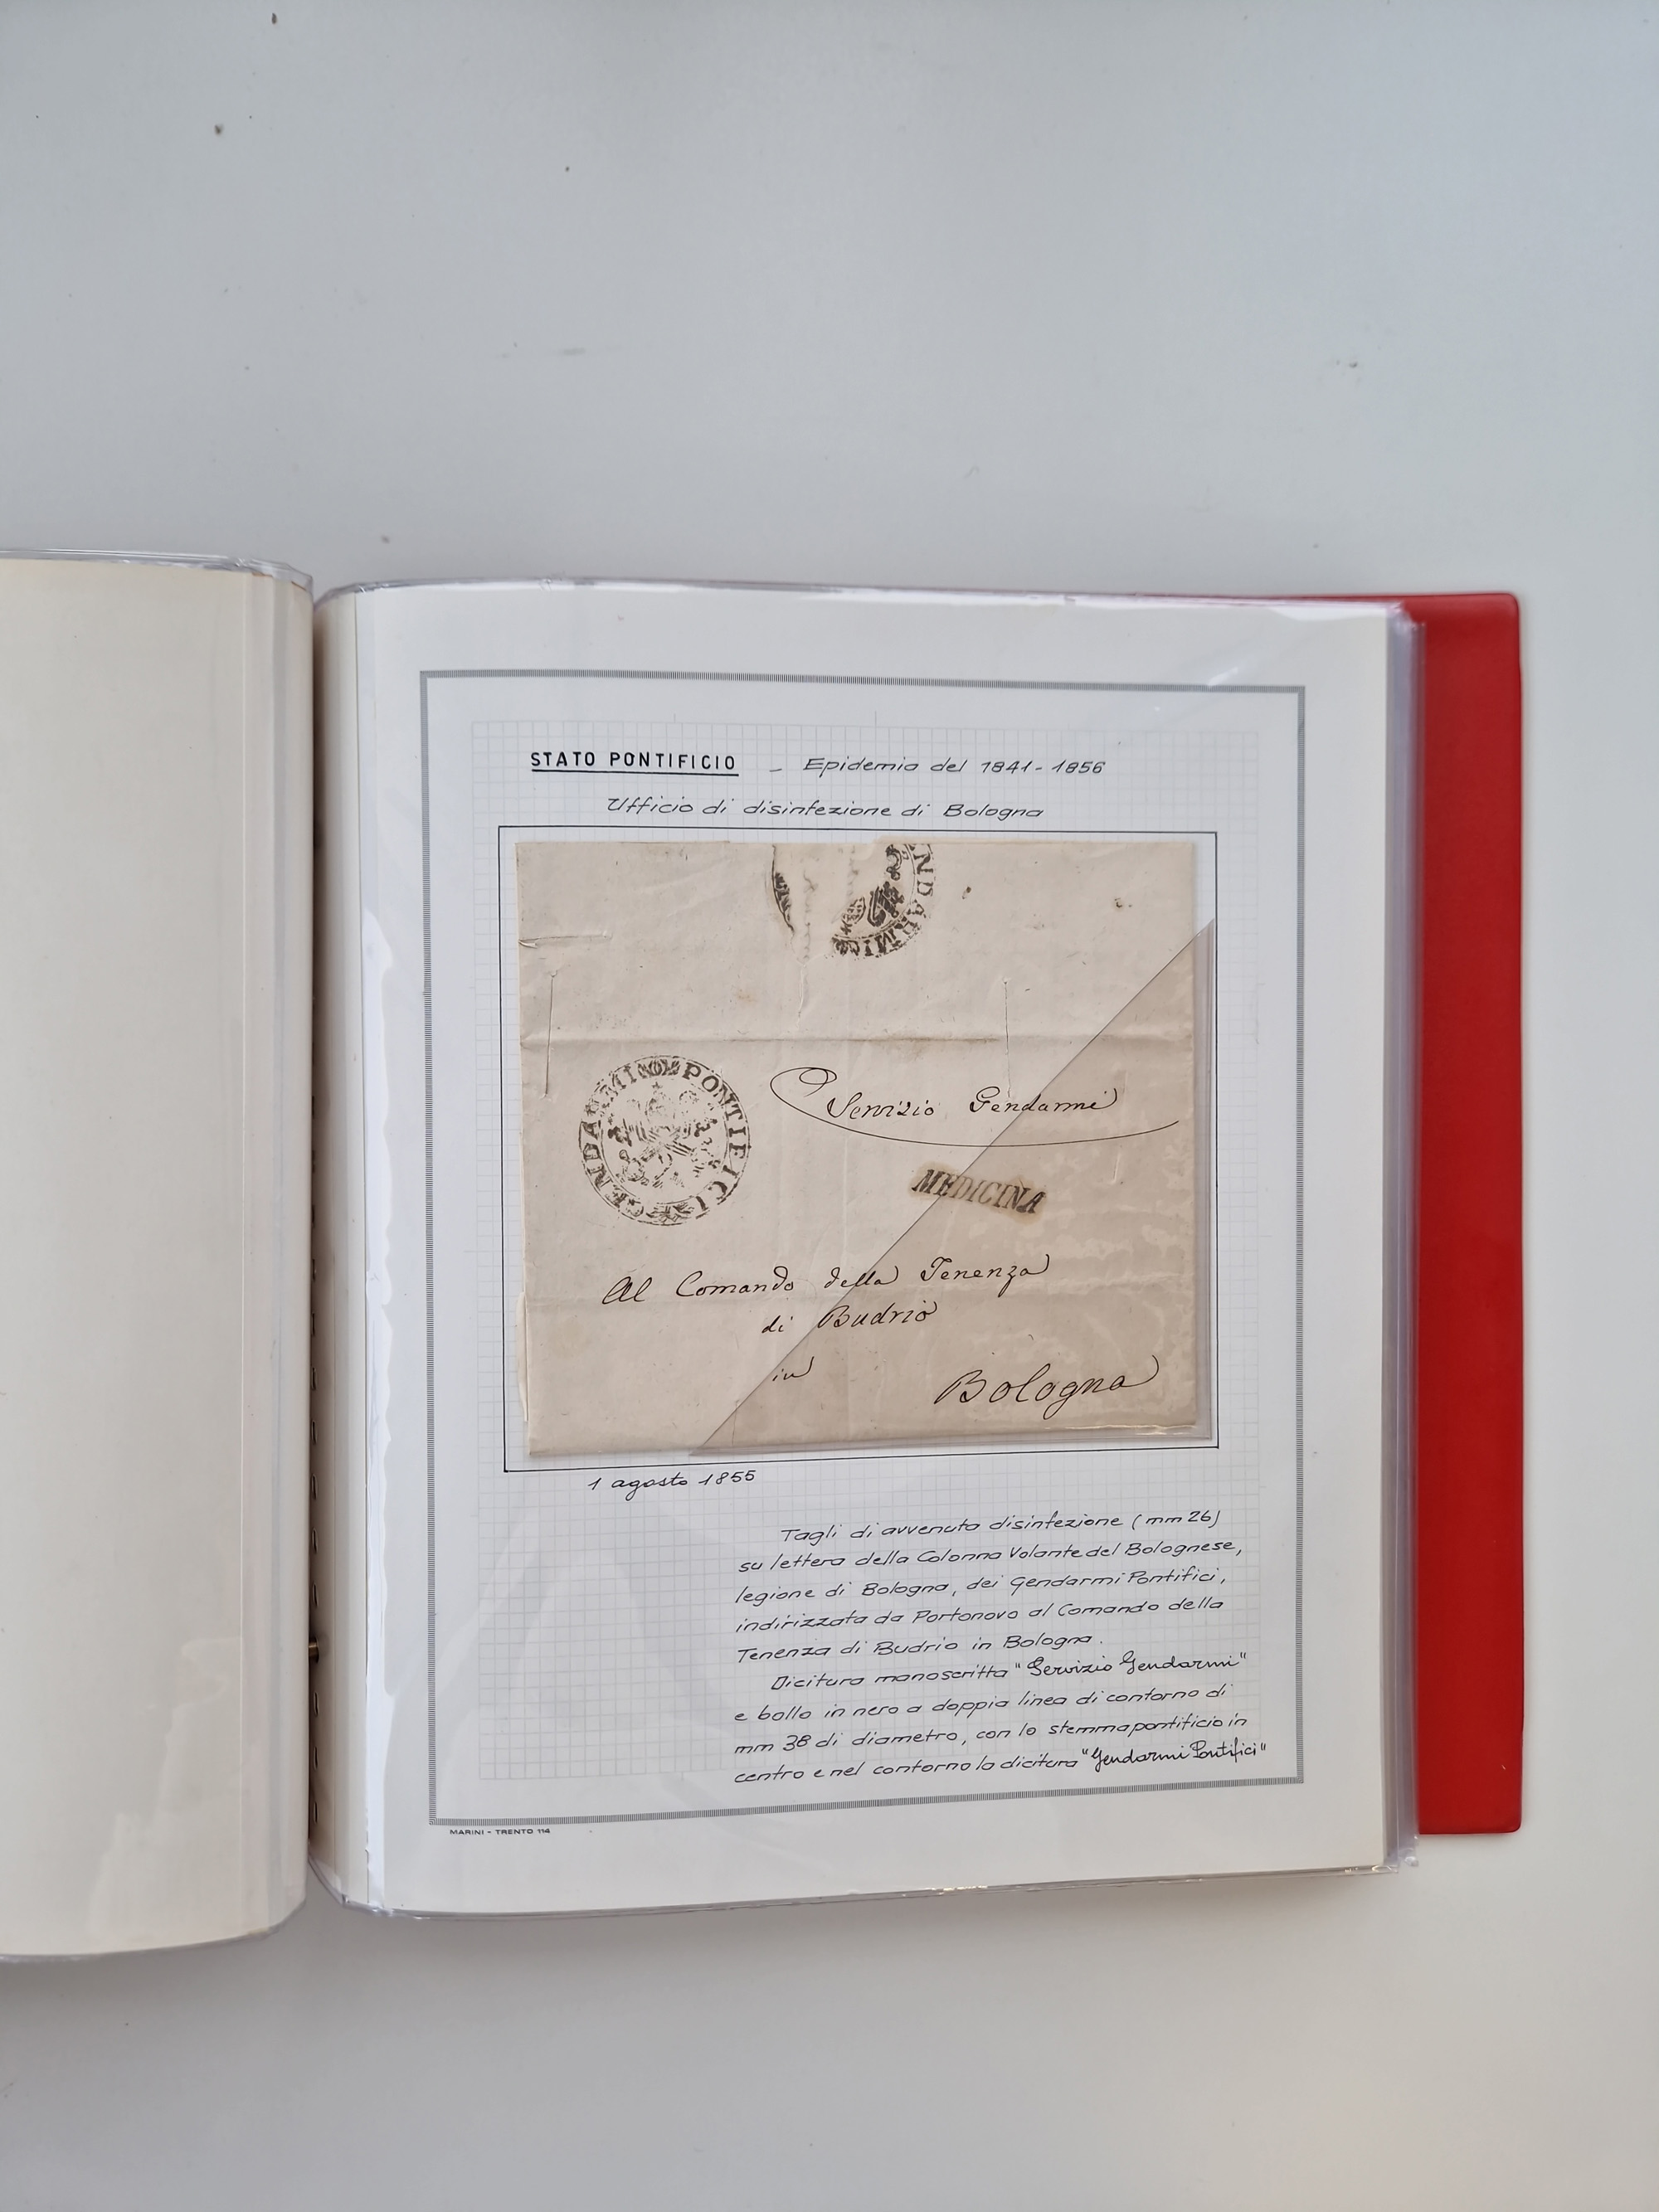 STATO PONTIFICIO - Epidemia del 1841-1856
Ufficio di disinfezione di Bologna
NDARMI
GENDARMI PONTIFICI
Servizio Gendarmi
MEDICINA
Al Comando della Tenenza
di Budrio
in Bologna
1 agosto 1855
Tagli di avvenuta disinfezione (mm 26)
su lettera della Colonna Volante del Bolognese,
legione di Bologna, dei Gendarmi Pontifici,
indirizzata da Portonovo al Comando della
Tenenza di Budrio in Bologna.
Dicitura manoscritta "Servizio Gendarmi"
e bollo in nero a doppia linea di contorno di
mm 38 di diametro, con lo stemma pontificio in
centro e nel contorno la dicitura "Gendarmi Pontifici"
MARINI - TRENTO 114